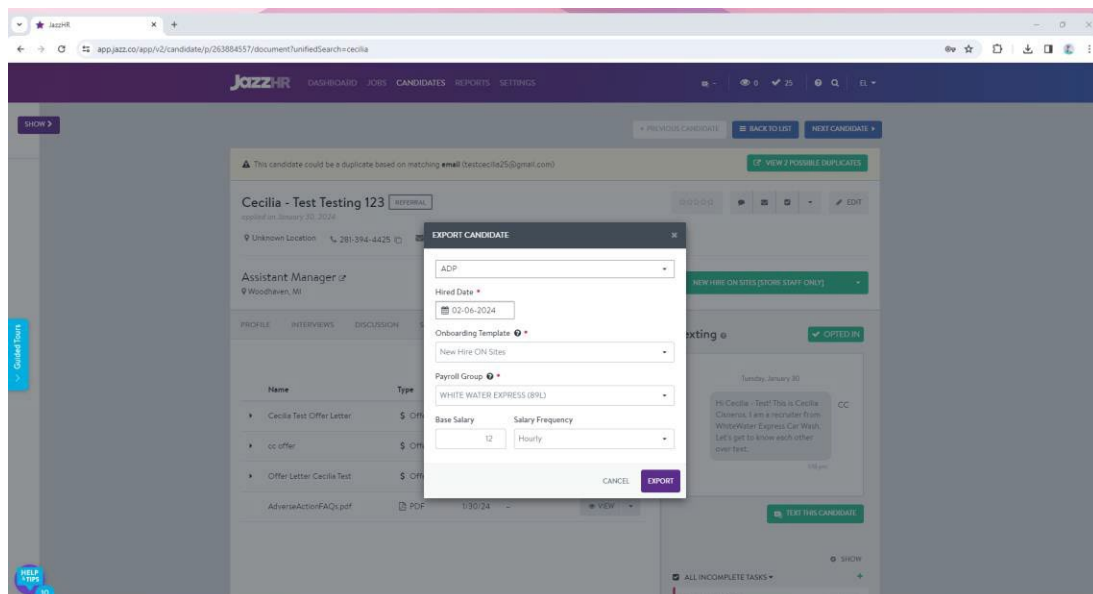 JazzHR
app.jazz.co/app/v2/candidate/p/263884557/document?unifiedSearch=cecilia
JAZZHR DASHBOARD JOBS CANDIDATES REPORTS SETTINGS 0 25 EL
SHOW
PREVIOUS CANDIDATE BACK TO LIST NEXT CANDIDATE
This candidate could be a duplicate based on matching email (testcecilia25@gmail.com) VIEW 2 POSSIBLE DUPLICATES
Cecilia - Test Testing 123 REFERRAL EDIT
applied on January 30, 2024
Unknown Location 281-394-4425
Assistant Manager
Woodhaven, MI
NEW HIRE ON SITES [STORE STAFF ONLY]
PROFILE INTERVIEWS DISCUSSION
EXPORT CANDIDATE ×
ADP
Hired Date *
02-06-2024
Onboarding Template *
New Hire ON Sites
Payroll Group *
WHITE WATER EXPRESS (89L)
Base Salary Salary Frequency
12 Hourly
CANCEL EXPORT
Name Type
Cecilia Test Offer Letter $ Off
cc offer $ Off
Offer Letter Cecilia Test $ Off
AdverseActionFAQs.pdf PDF 1/30/24 – VIEW
exting OPTED IN
Tuesday, January 30
Hi Cecilia - Test! This is Cecilia
Cisneros, I am a recruiter from
WhiteWater Express Car Wash.
Let's get to know each other
over text.
CC
TEXT THIS CANDIDATE
SHOW
ALL INCOMPLETE TASKS +
Guided Tours
HELP
& TIPS
10